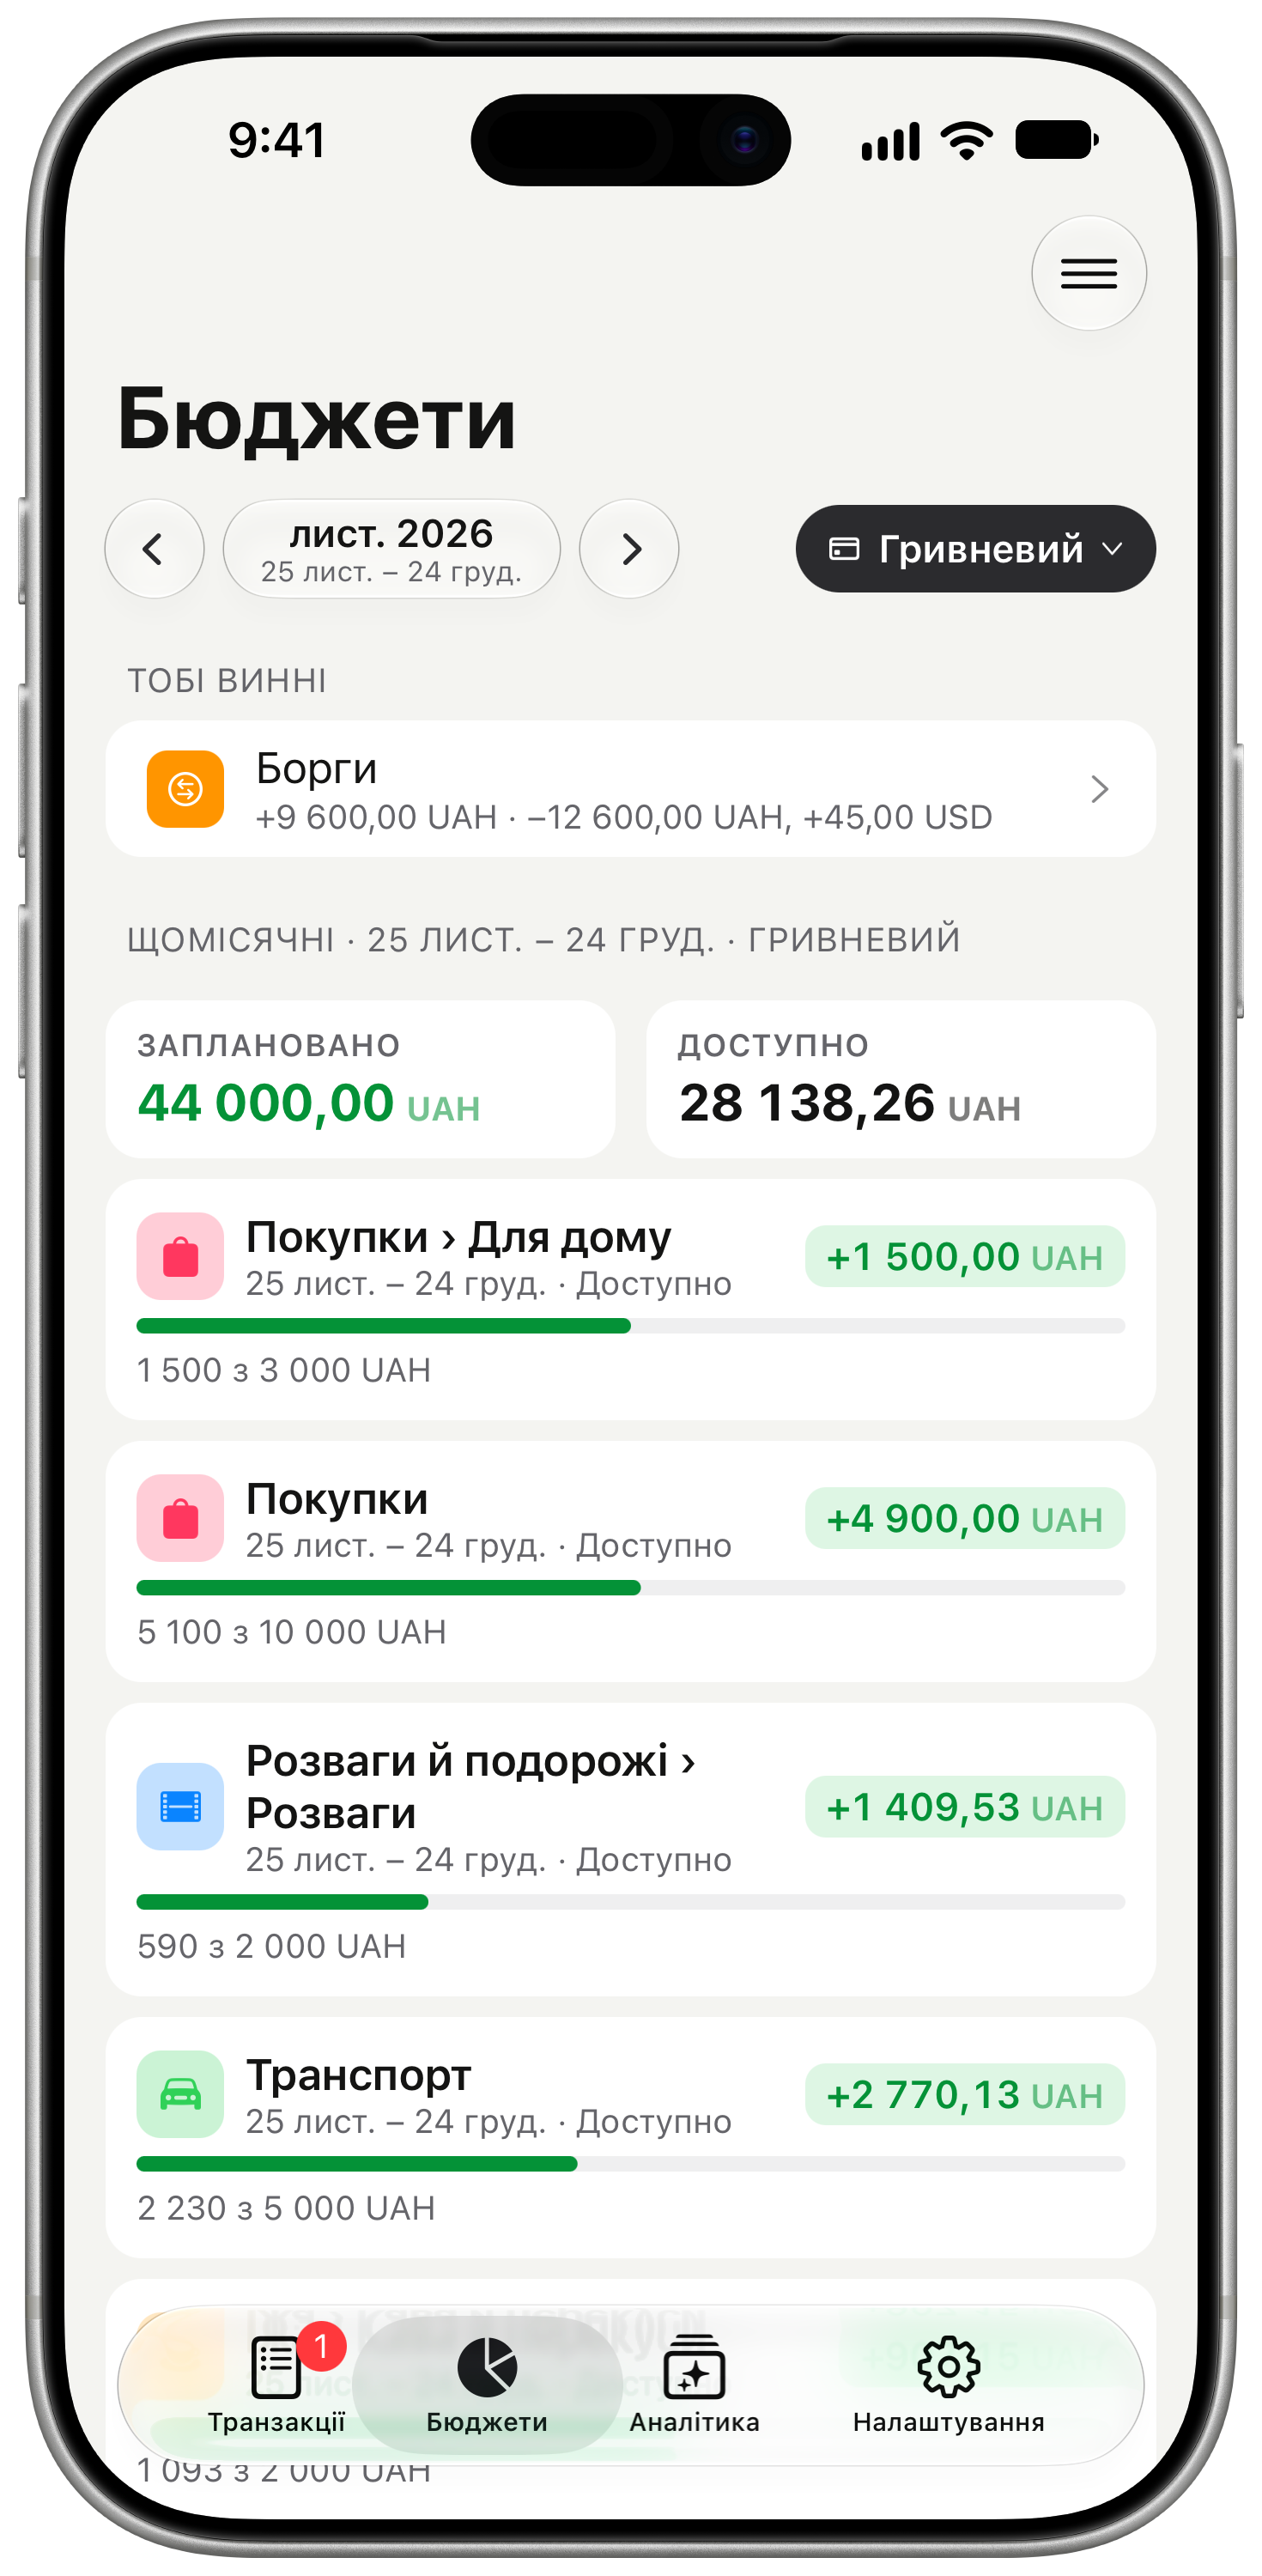 9:41
Бюджети
лист. 2026
25 лист. – 24 груд.
Гривневий
ТОБІ ВИННІ
Борги
+9 600,00 UAH · –12 600,00 UAH, +45,00 USD
ЩОМІСЯЧНІ · 25 ЛИСТ. – 24 ГРУД. · ГРИВНЕВИЙ
ЗАПЛАНОВАНО
44 000,00 UAH
ДОСТУПНО
28 138,26 UAH
Покупки › Для дому
25 лист. – 24 груд. · Доступно
+1 500,00 UAH
1 500 з 3 000 UAH
Покупки
25 лист. – 24 груд. · Доступно
+4 900,00 UAH
5 100 з 10 000 UAH
Розваги й подорожі ›
Розваги
25 лист. – 24 груд. · Доступно
+1 409,53 UAH
590 з 2 000 UAH
Транспорт
25 лист. – 24 груд. · Доступно
+2 770,13 UAH
2 230 з 5 000 UAH
1
Транзакції
Бюджети
Аналітика
Налаштування
1 093 з 2 000 UAH